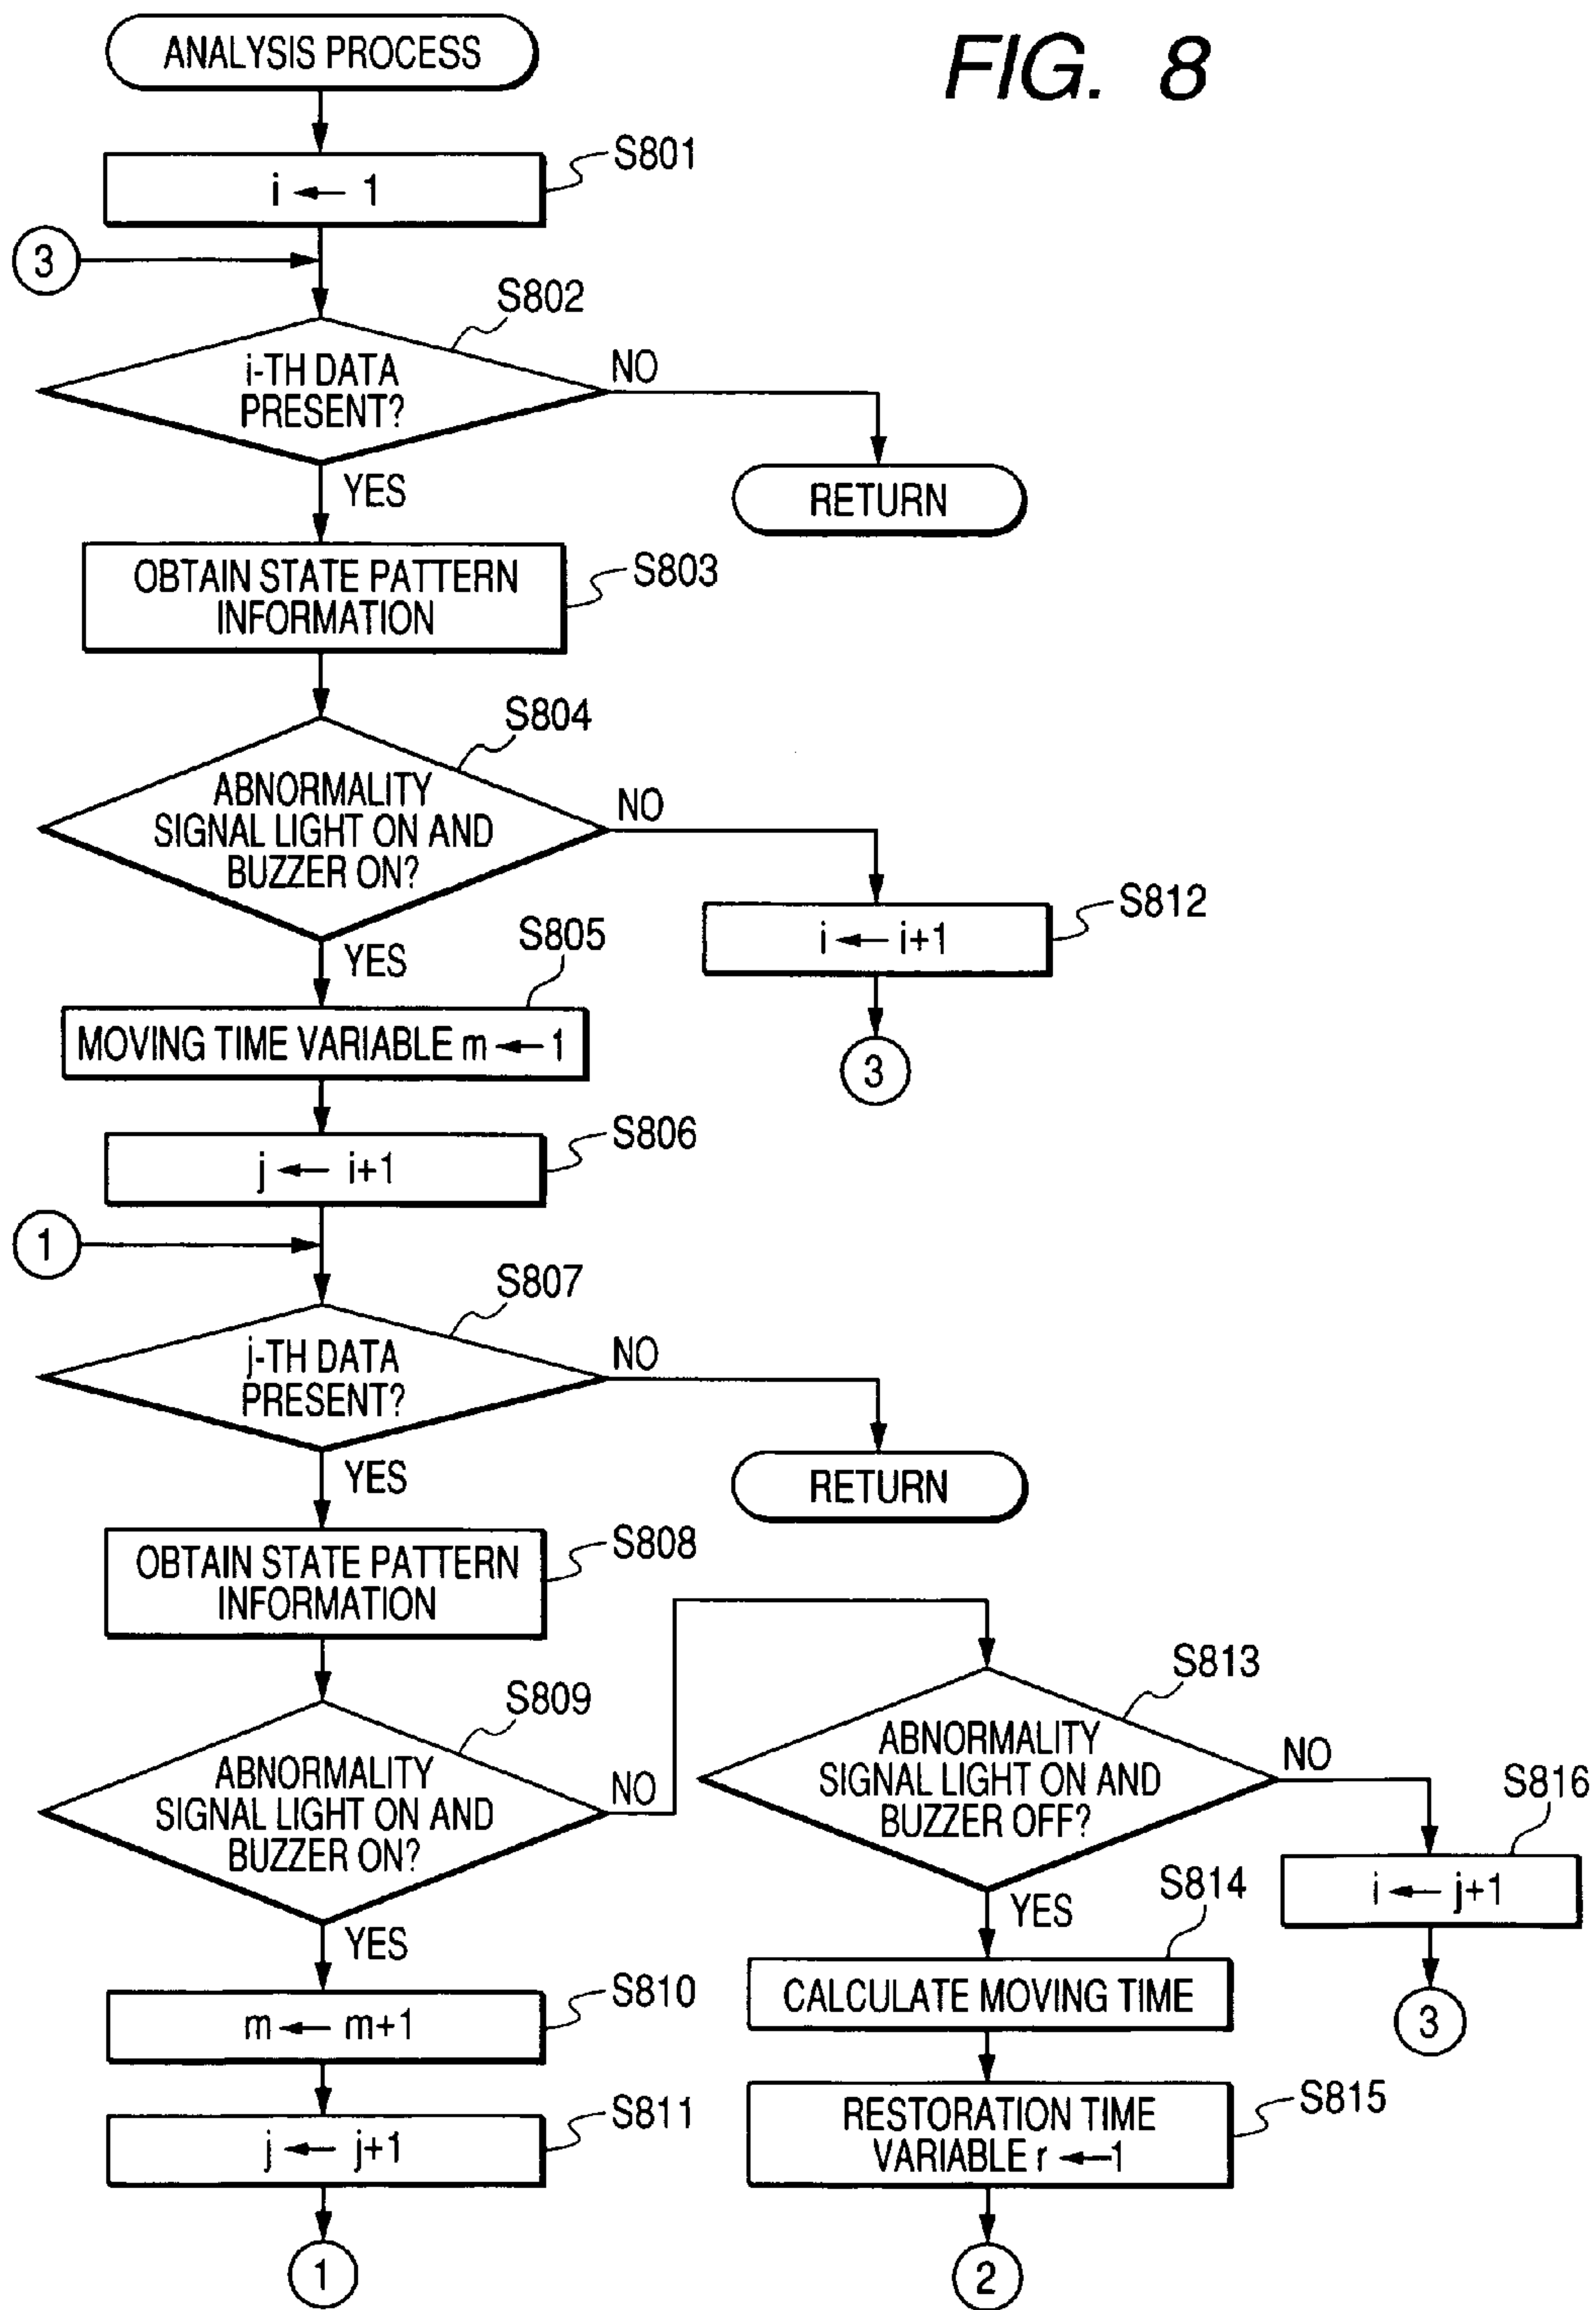 FIG. 8
ANALYSIS PROCESS
S801
i ← 1
3
S802
i-TH DATA
PRESENT?
NO
YES
RETURN
S803
OBTAIN STATE PATTERN
INFORMATION
S804
ABNORMALITY
SIGNAL LIGHT ON AND
BUZZER ON?
NO
YES
S812
i ← i+1
3
S805
MOVING TIME VARIABLE m ← 1
S806
j ← i+1
1
S807
j-TH DATA
PRESENT?
NO
YES
RETURN
S808
OBTAIN STATE PATTERN
INFORMATION
S809
ABNORMALITY
SIGNAL LIGHT ON AND
BUZZER ON?
NO
YES
S810
m ← m+1
S811
j ← j+1
1
S813
ABNORMALITY
SIGNAL LIGHT ON AND
BUZZER OFF?
NO
YES
S816
i ← j+1
3
S814
CALCULATE MOVING TIME
S815
RESTORATION TIME
VARIABLE r ← 1
2